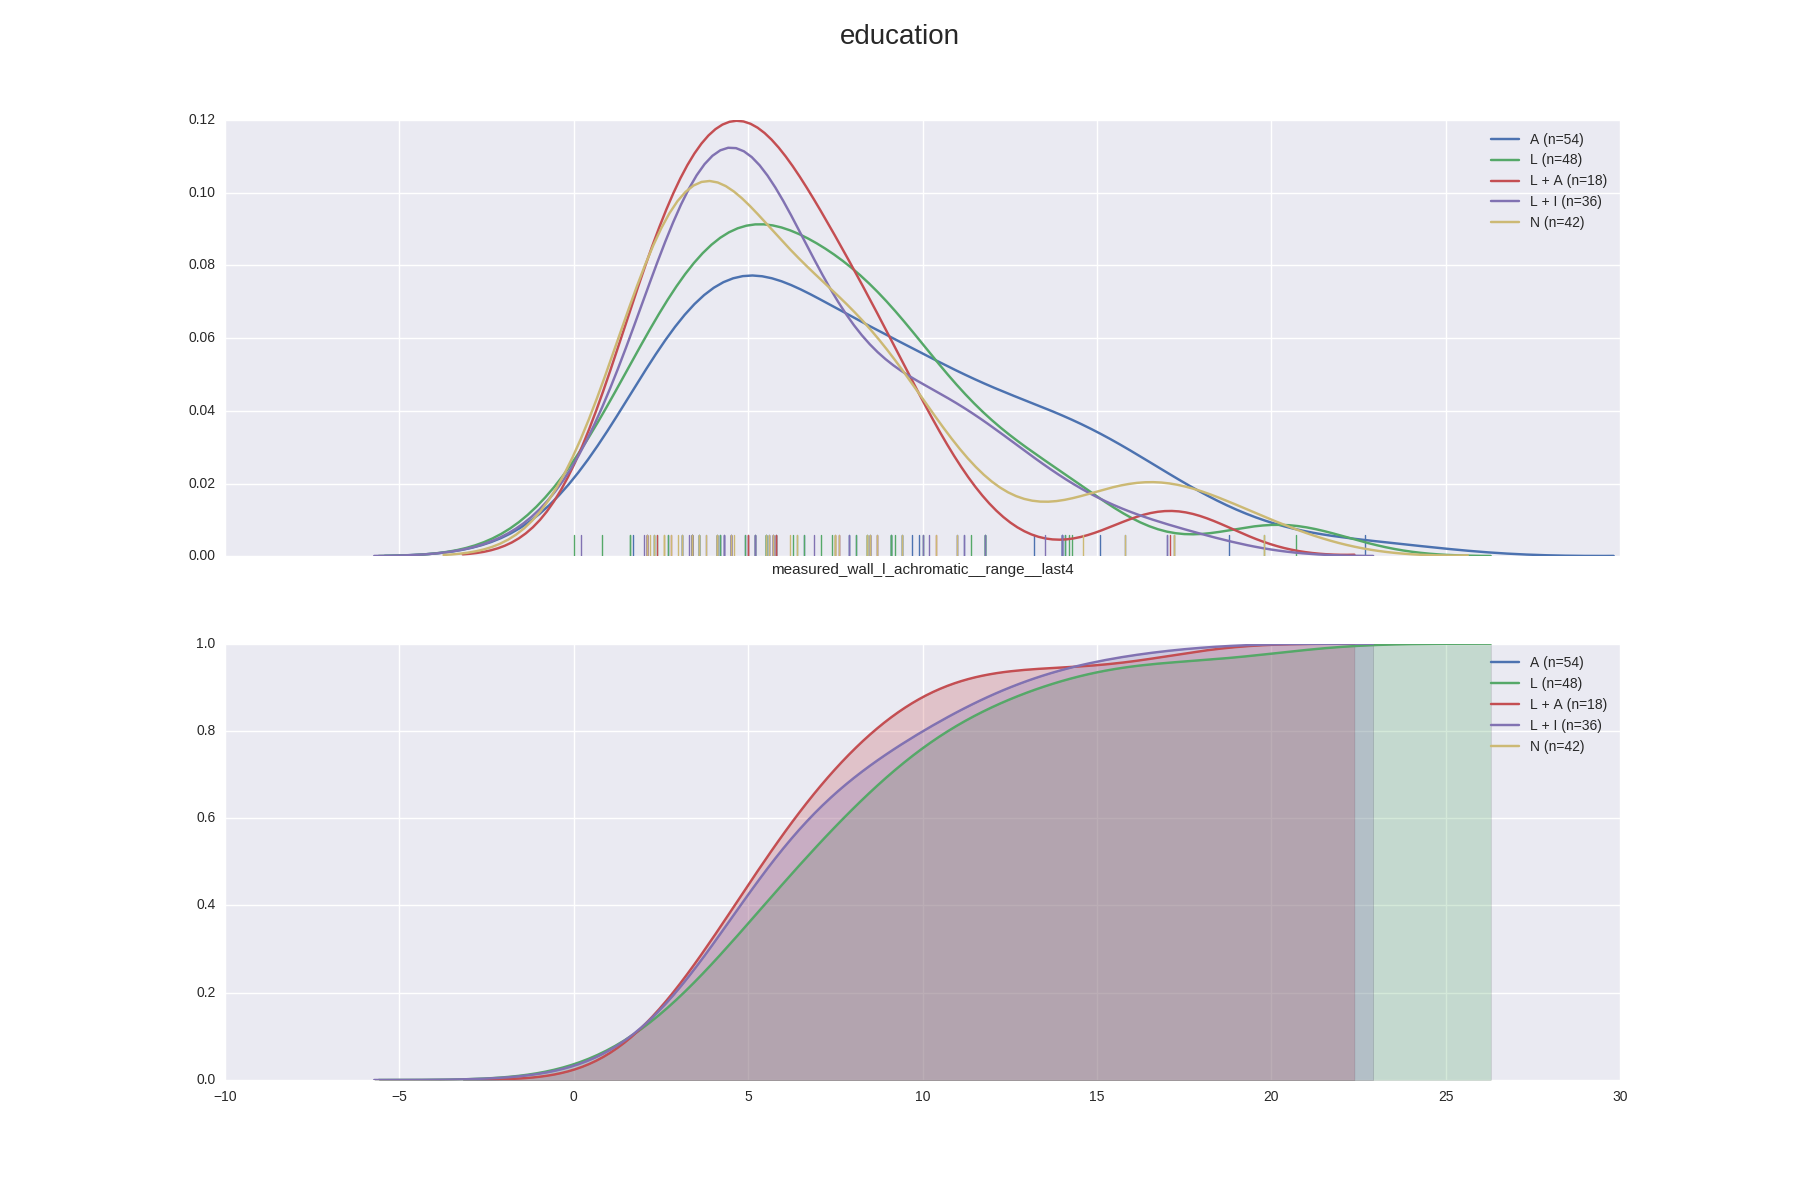 education
0.12
0.10
0.08
0.06
0.04
0.02
0.00
A (n=54)
L (n=48)
L + A (n=18)
L + I (n=36)
N (n=42)
measured_wall_l_achromatic__range__last4
1.0
0.8
0.6
0.4
0.2
0.0
A (n=54)
L (n=48)
L + A (n=18)
L + I (n=36)
N (n=42)
−10 −5 0 5 10 15 20 25 30